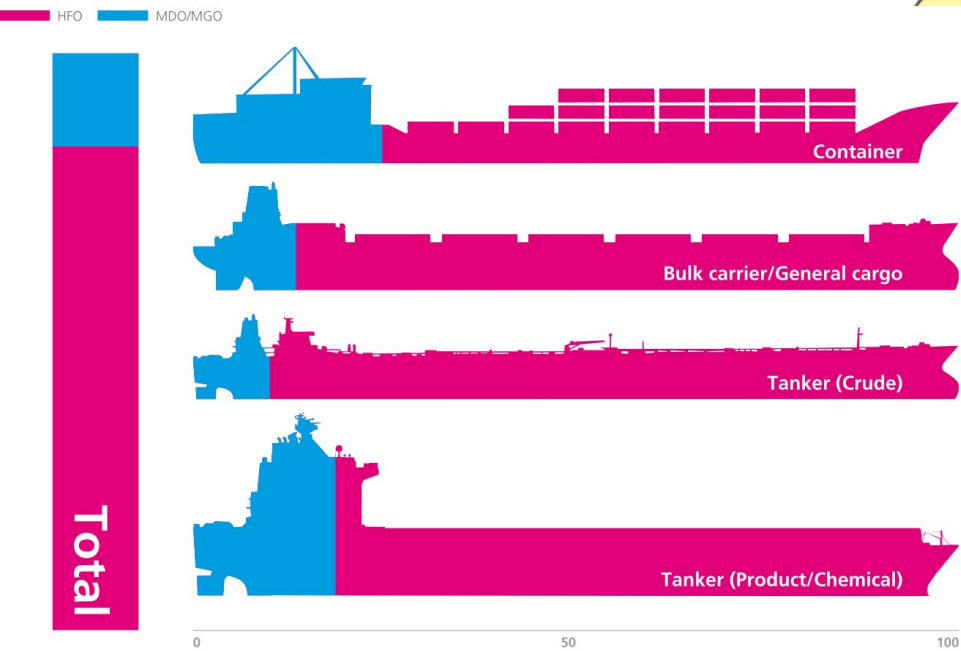 HFO MDO/MGO
Container
Bulk carrier/General cargo
Tanker (Crude)
Tanker (Product/Chemical)
Total
0 50 100